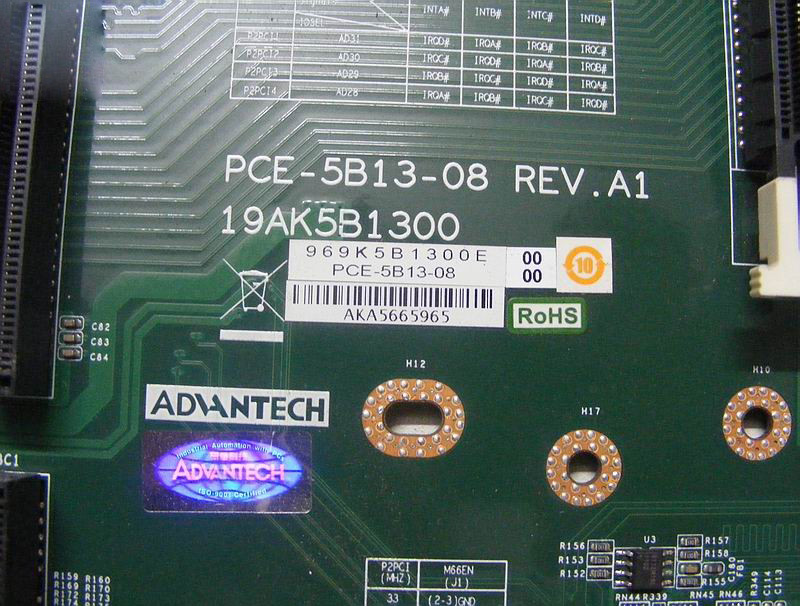 INTA# INTB# INTC# INTD#
IDSEL
P2PCI1 AD31 IRQD# IRQA# IRQB# IRQC#
P2PCI2 AD30 IRQC# IRQD# IRQA# IRQB#
P2PCI3 AD29 IRQB# IRQC# IRQD# IRQA#
P2PCI4 AD28 IRQA# IRQB# IRQC# IRQD#
PCE-5B13-08 REV.A1
19AK5B1300
969K5B1300E
PCE-5B13-08
00
00
10
AKA5665965
RoHS
C82
C83
C84
H12
H10
H17
ADVANTECH
Industrial Automation with PCs
ADVANTECH
ISO-9001 Certified
P2PCI
(MHZ)
M66EN
(J1)
33 (2-3)GND
U3
R156
R153
R152
R157
R158
R155
RN44 R339 RN45 RN46
C180
FB1
R349
C114
C113
R159 R160
R169 R170
R172 R173
R174